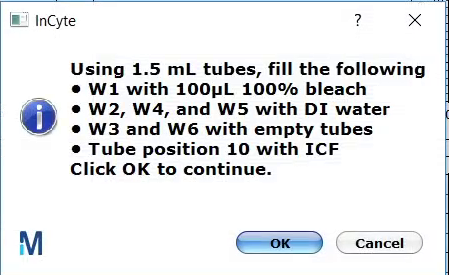 InCyte
Using 1.5 mL tubes, fill the following
• W1 with 100µL 100% bleach
• W2, W4, and W5 with DI water
• W3 and W6 with empty tubes
• Tube position 10 with ICF
Click OK to continue.
OK
Cancel